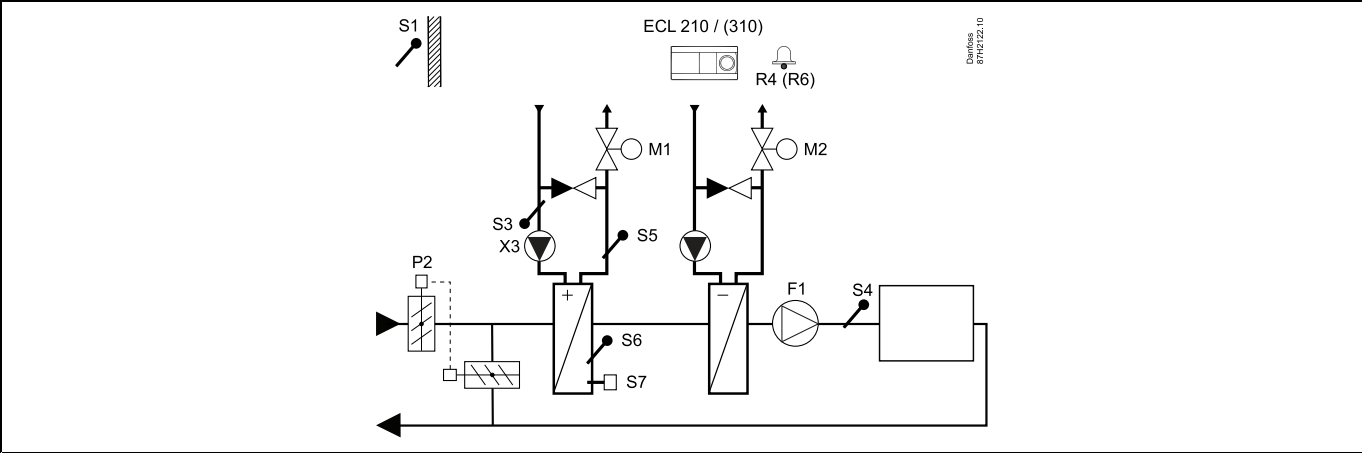 S1
ECL 210 / (310)
Danfoss
87H2122.10
R4 (R6)
M1
M2
S3
S5
X3
P2
+
−
F1
S4
S6
S7